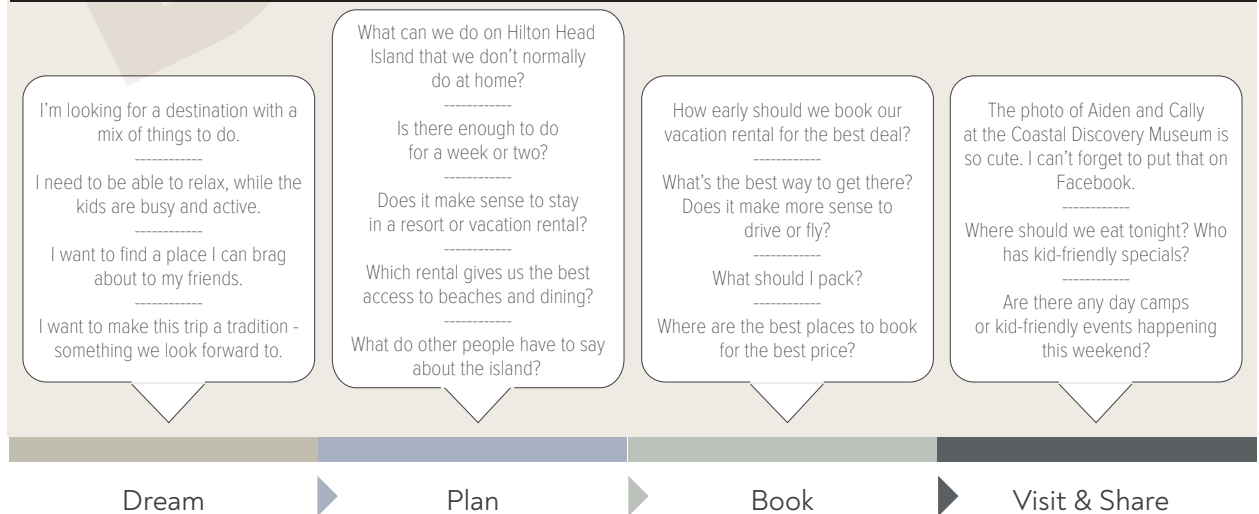 I'm looking for a destination with a
mix of things to do.
------------
I need to be able to relax, while the
kids are busy and active.
------------
I want to find a place I can brag
about to my friends.
------------
I want to make this trip a tradition -
something we look forward to.
What can we do on Hilton Head
Island that we don't normally
do at home?
------------
Is there enough to do
for a week or two?
------------
Does it make sense to stay
in a resort or vacation rental?
------------
Which rental gives us the best
access to beaches and dining?
------------
What do other people have to say
about the island?
How early should we book our
vacation rental for the best deal?
------------
What's the best way to get there?
Does it make more sense to
drive or fly?
------------
What should I pack?
------------
Where are the best places to book
for the best price?
The photo of Aiden and Cally
at the Coastal Discovery Museum is
so cute. I can't forget to put that on
Facebook.
------------
Where should we eat tonight? Who
has kid-friendly specials?
------------
Are there any day camps
or kid-friendly events happening
this weekend?
Dream
Plan
Book
Visit & Share